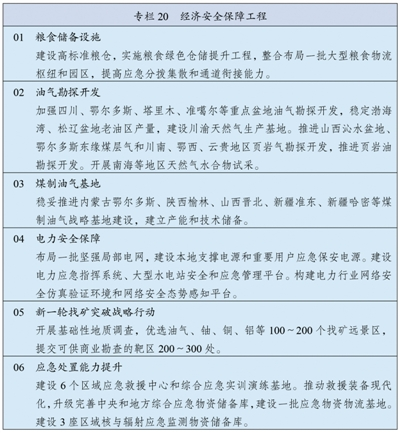 专栏20 经济安全保障工程
01 粮食储备设施
建设高标准粮仓，实施粮食绿色仓储提升工程，整合布局一批大型粮食物流
枢纽和园区，提高应急分拨集散和通道衔接能力。
02 油气勘探开发
加强四川、鄂尔多斯、塔里木、准噶尔等重点盆地油气勘探开发，稳定渤海
湾、松辽盆地老油区产量，建设川渝天然气生产基地。推进山西沁水盆地、
鄂尔多斯东缘煤层气和川南、鄂西、云贵地区页岩气勘探开发，推进页岩油
勘探开发。开展南海等地区天然气水合物试采。
03 煤制油气基地
稳妥推进内蒙古鄂尔多斯、陕西榆林、山西晋北、新疆准东、新疆哈密等煤
制油气战略基地建设，建立产能和技术储备。
04 电力安全保障
布局一批坚强局部电网，建设本地支撑电源和重要用户应急保安电源。建设
电力应急指挥系统、大型水电站安全和应急管理平台。构建电力行业网络安
全仿真验证环境和网络安全态势感知平台。
05 新一轮找矿突破战略行动
开展基础性地质调查，优选油气、铀、铜、铝等100～200个找矿远景区，
提交可供商业勘查的靶区200～300处。
06 应急处置能力提升
建设6个区域应急救援中心和综合应急实训演练基地。推动救援装备现代
化，升级完善中央和地方综合应急物资储备库，建设一批应急物资物流基地。
建设3座区域核与辐射应急监测物资储备库。